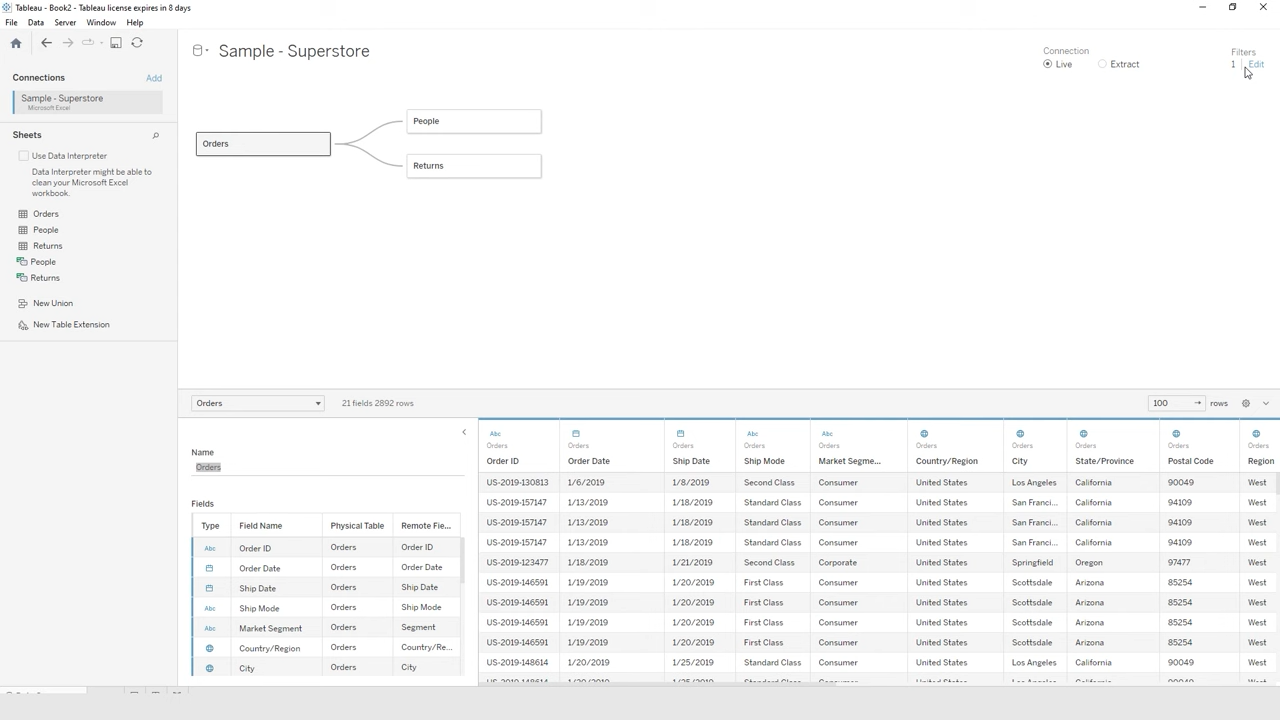 Tableau - Book2 - Tableau license expires in 8 days
File Data Server Window Help
Connections Add
Sample - Superstore
Microsoft Excel
Sheets
Use Data Interpreter
Data Interpreter might be able to
clean your Microsoft Excel
workbook.
Orders
People
Returns
People
Returns
New Union
New Table Extension
Sample - Superstore
Connection
Live Extract
Filters
1 Edit
Orders
People
Returns
Orders 21 fields 2892 rows 100 rows
Name
Orders
Fields
Type Field Name Physical Table Remote Fie...
Abc Order ID Orders Order ID
Order Date Orders Order Date
Ship Date Orders Ship Date
Abc Ship Mode Orders Ship Mode
Abc Market Segment Orders Segment
Country/Region Orders Country/Re...
City Orders City
Abc Abc Abc
Orders Orders Orders Orders Orders Orders Orders Orders Orders Orders
Order ID Order Date Ship Date Ship Mode Market Segme... Country/Region City State/Province Postal Code Region
US-2019-130813 1/6/2019 1/8/2019 Second Class Consumer United States Los Angeles California 90049 West
US-2019-157147 1/13/2019 1/18/2019 Standard Class Consumer United States San Franci... California 94109 West
US-2019-157147 1/13/2019 1/18/2019 Standard Class Consumer United States San Franci... California 94109 West
US-2019-157147 1/13/2019 1/18/2019 Standard Class Consumer United States San Franci... California 94109 West
US-2019-123477 1/18/2019 1/21/2019 Second Class Corporate United States Springfield Oregon 97477 West
US-2019-146591 1/19/2019 1/20/2019 First Class Consumer United States Scottsdale Arizona 85254 West
US-2019-146591 1/19/2019 1/20/2019 First Class Consumer United States Scottsdale Arizona 85254 West
US-2019-146591 1/19/2019 1/20/2019 First Class Consumer United States Scottsdale Arizona 85254 West
US-2019-146591 1/19/2019 1/20/2019 First Class Consumer United States Scottsdale Arizona 85254 West
US-2019-148614 1/20/2019 1/25/2019 Standard Class Consumer United States Los Angeles California 90049 West